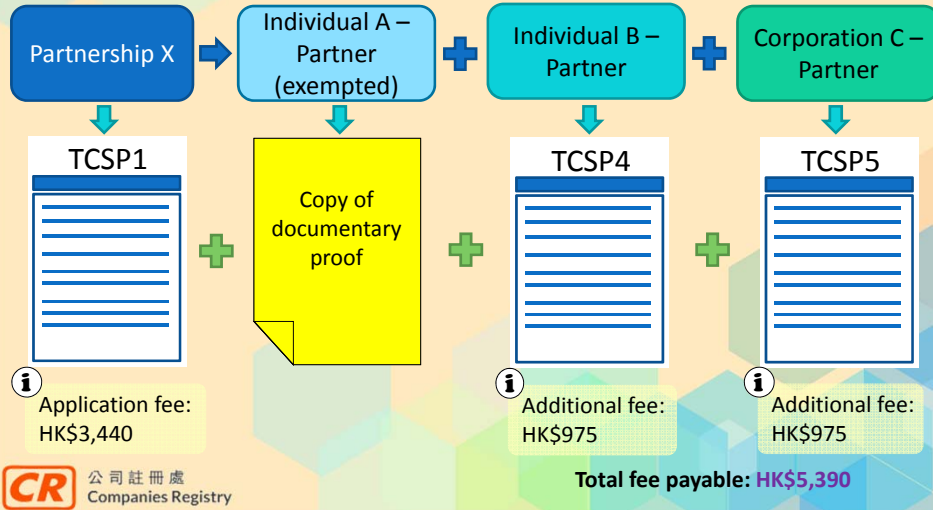 Partnership X
Individual A –
Partner
(exempted)
Individual B –
Partner
Corporation C –
Partner
TCSP1
Copy of
documentary
proof
TCSP4
TCSP5
i
Application fee:
HK$3,440
i
Additional fee:
HK$975
i
Additional fee:
HK$975
CR
公司註冊處
Companies Registry
Total fee payable: HK$5,390